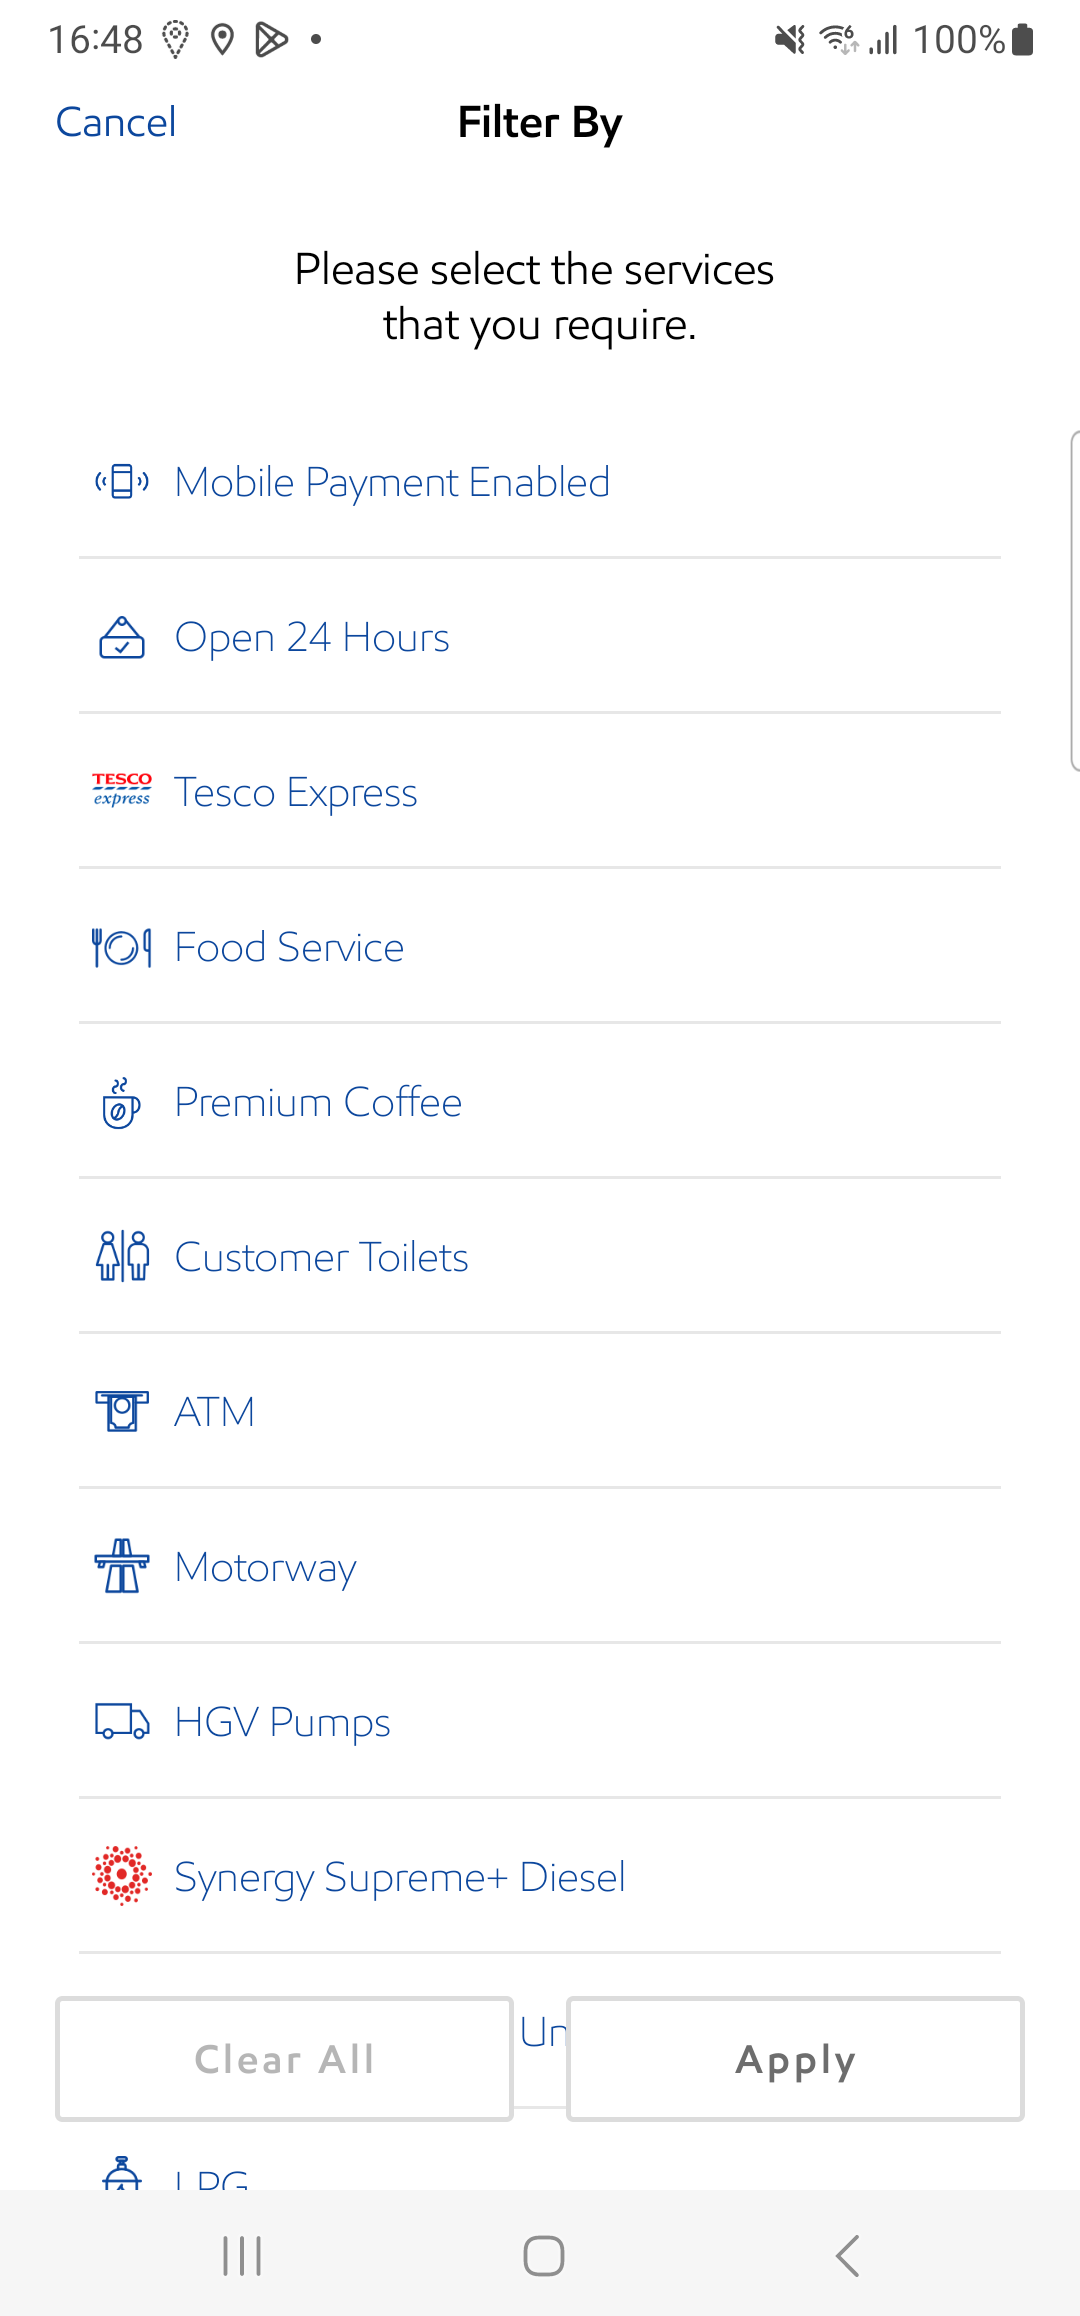 16:48 100%
Cancel Filter By
Please select the services
that you require.
Mobile Payment Enabled
Open 24 Hours
TESCO
express
Tesco Express
Food Service
Premium Coffee
Customer Toilets
ATM
Motorway
HGV Pumps
Synergy Supreme+ Diesel
Clear All Apply
LPG